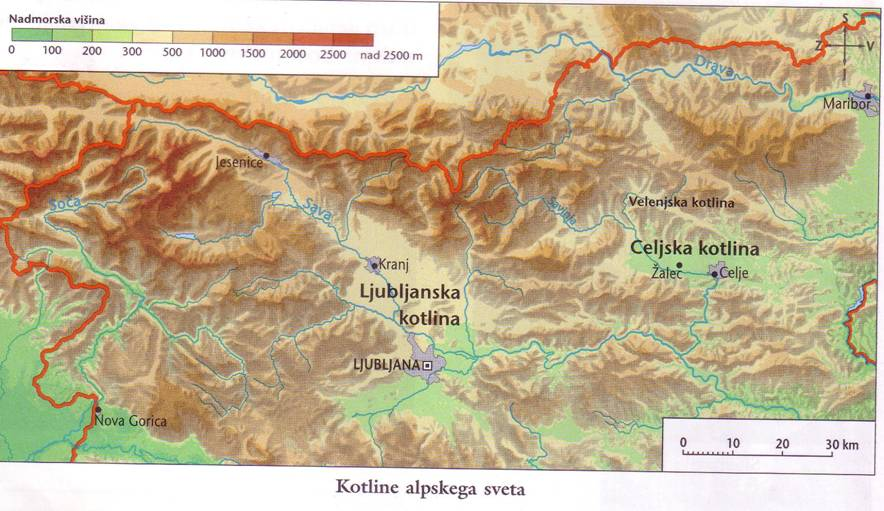 Nadmorska višina
0 100 200 300 500 1000 1500 2000 2500 nad 2500 m
S
Z V
J
Drava
Maribor
Jesenice
Soča
Sava
Savinja
Velenjska kotlina
Celjska kotlina
Žalec Celje
Kranj
Ljubljanska
kotlina
LJUBLJANA
Nova Gorica
0 10 20 30 km
Kotline alpskega sveta